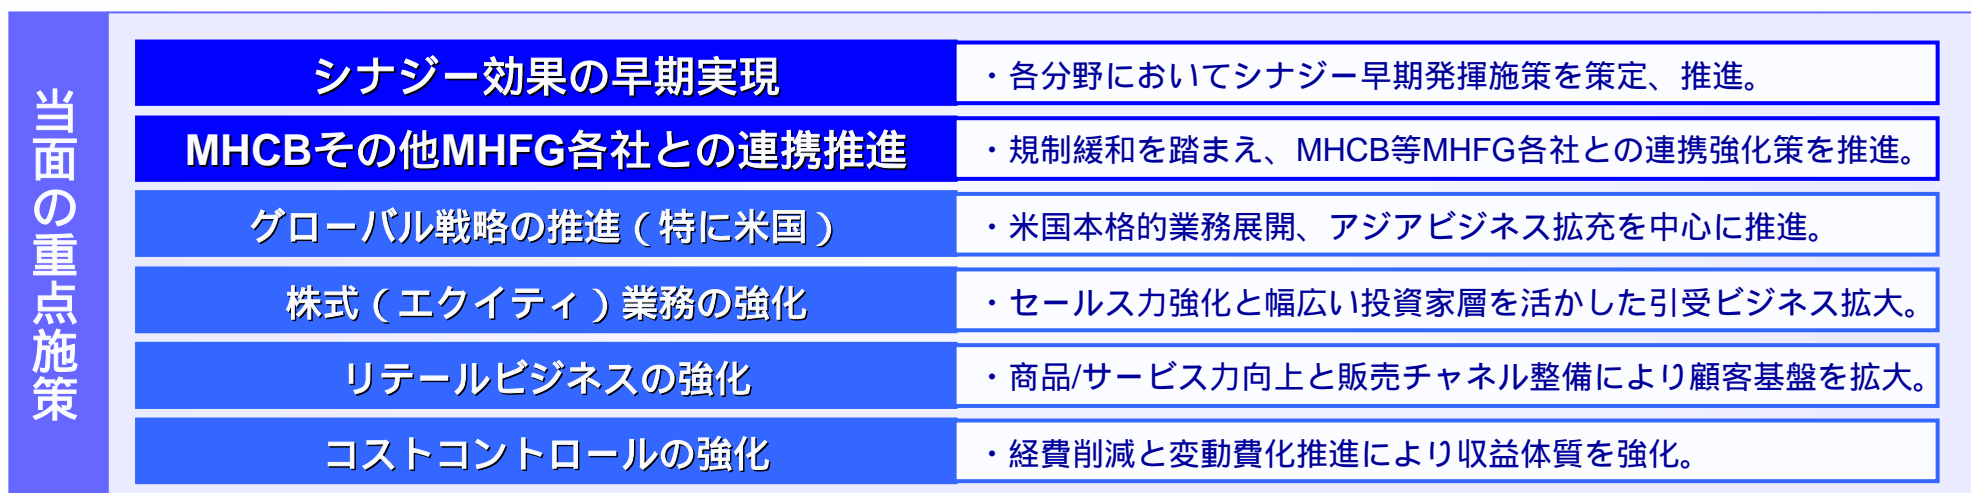 当面の重点施策
シナジー効果の早期実現
・各分野においてシナジー早期発揮施策を策定、推進。
MHCBその他MHFG各社との連携推進
・規制緩和を踏まえ、MHCB等MHFG各社との連携強化策を推進。
グローバル戦略の推進(特に米国)
・米国本格的業務展開、アジアビジネス拡充を中心に推進。
株式(エクイティ)業務の強化
・セールス力強化と幅広い投資家層を活かした引受ビジネス拡大。
リテールビジネスの強化
・商品/サービス力向上と販売チャネル整備により顧客基盤を拡大。
コストコントロールの強化
・経費削減と変動費化推進により収益体質を強化。